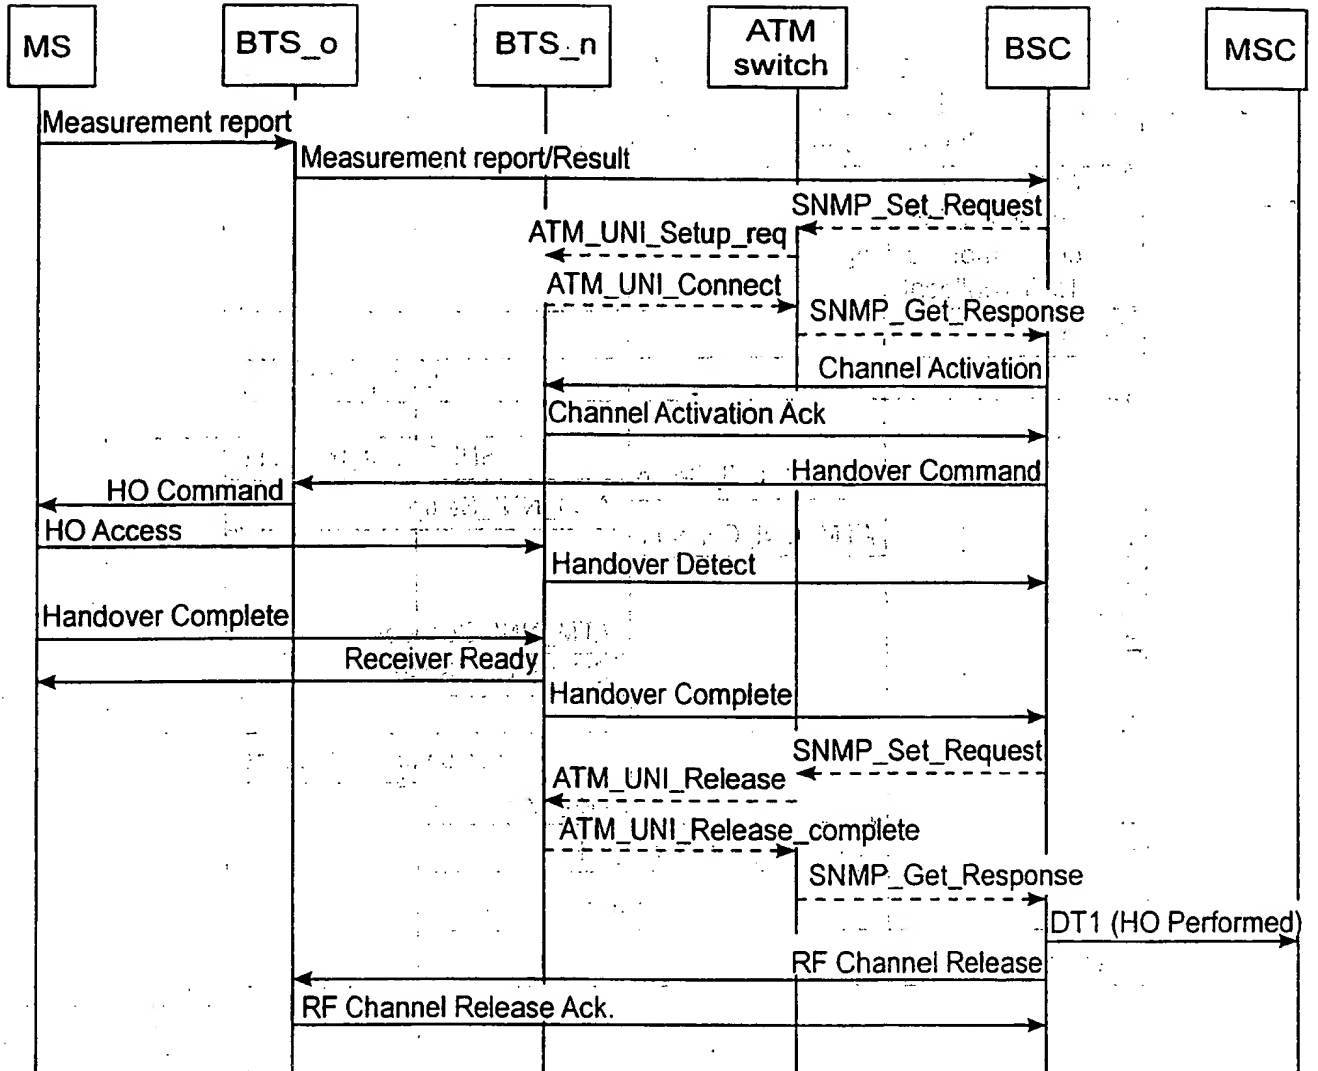 MS
BTS_o
BTS_n
ATM
switch
BSC
MSC
Measurement report
Measurement report/Result
SNMP_Set_Request
ATM_UNI_Setup_req
ATM_UNI_Connect
SNMP_Get_Response
Channel Activation
Channel Activation Ack
Handover Command
HO Command
HO Access
Handover Detect
Handover Complete
Receiver Ready
Handover Complete
SNMP_Set_Request
ATM_UNI_Release
ATM_UNI_Release_complete
SNMP_Get_Response
DT1 (HO Performed)
RF Channel Release
RF Channel Release Ack.